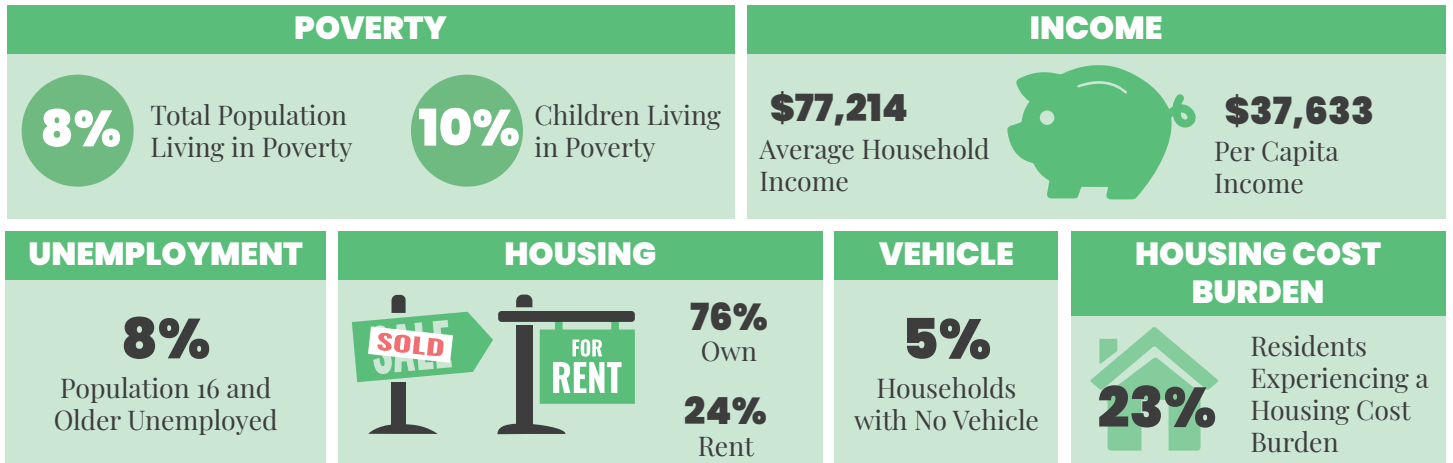 POVERTY
8%
Total Population
Living in Poverty
10%
Children Living
in Poverty
INCOME
$77,214
Average Household
Income
$37,633
Per Capita
Income
UNEMPLOYMENT
8%
Population 16 and
Older Unemployed
HOUSING
SALE
SOLD
FOR
RENT
76%
Own
24%
Rent
VEHICLE
5%
Households
with No Vehicle
HOUSING COST
BURDEN
23%
Residents
Experiencing a
Housing Cost
Burden